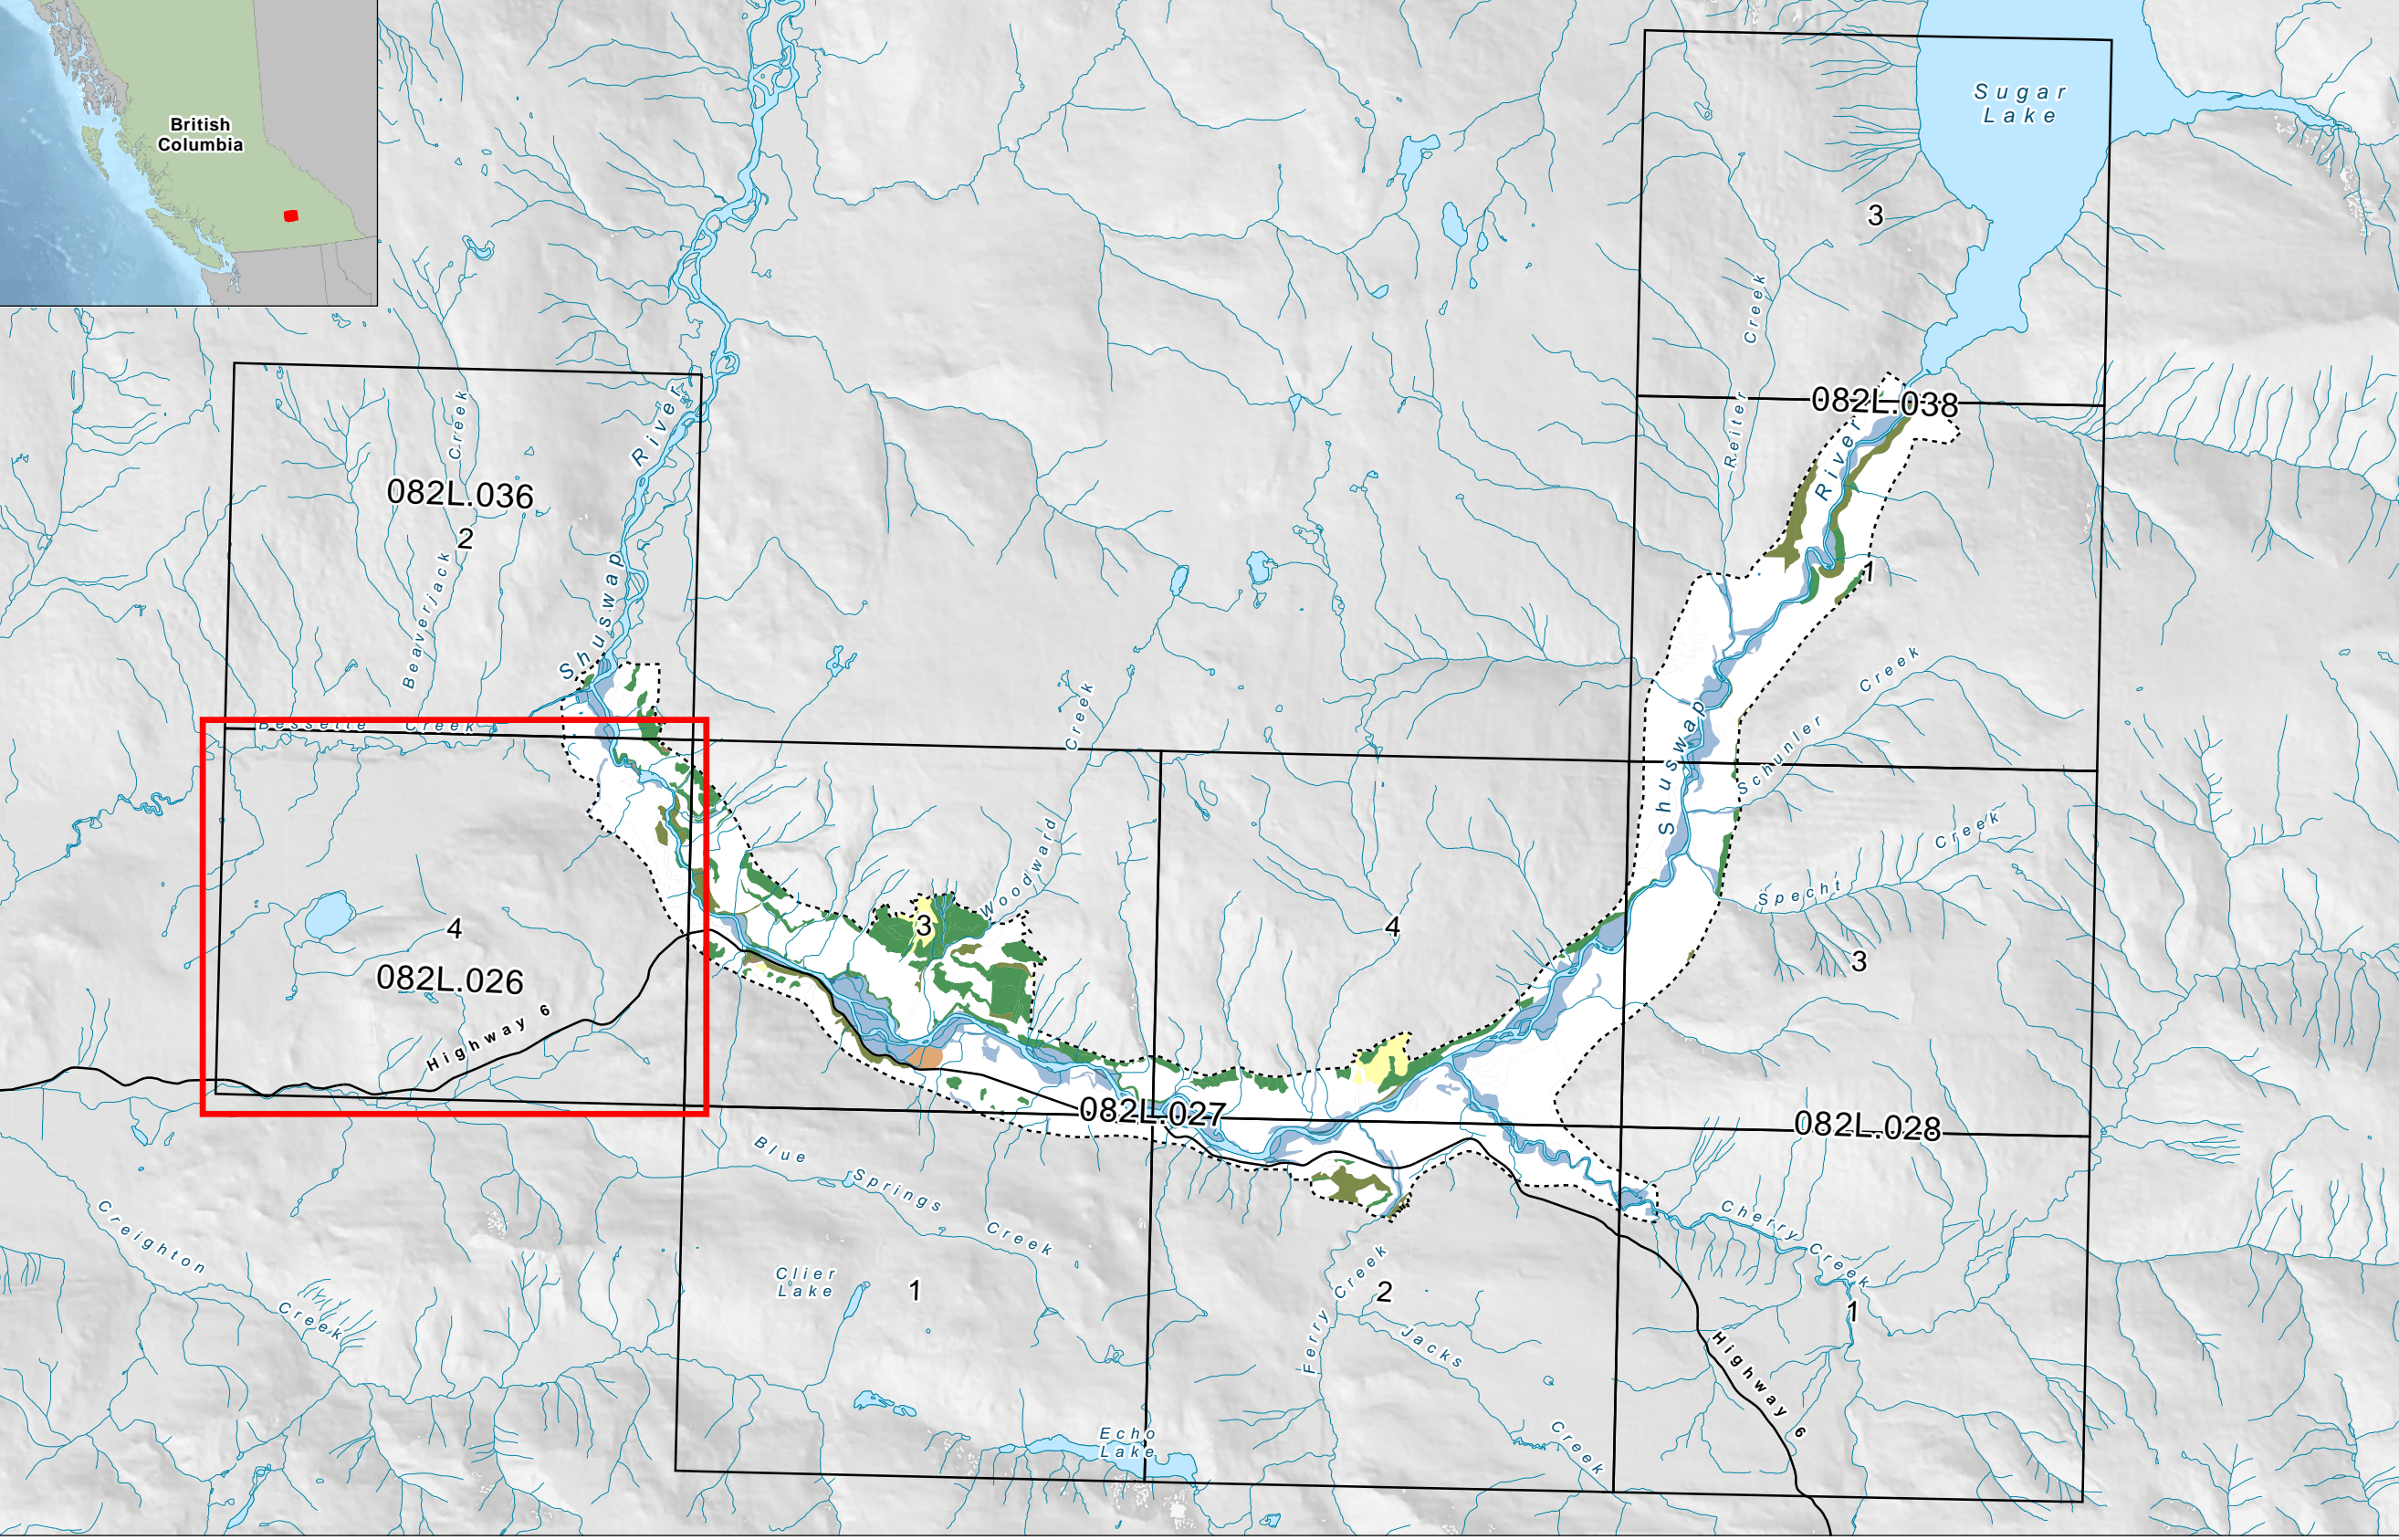 British
Columbia
Sugar
Lake
3
Reiter Creek
082L.038
Shuswap River
1
082L.036
2
Beaverjack Creek
Shuswap River
Bessette Creek
4
082L.026
Highway 6
3
Woodward Creek
4
Schunler Creek
Specht Creek
3
082L.027
082L.028
Blue Springs Creek
Creighton Creek
Clier
Lake
1
Ferry Creek
2
Jacks Creek
Cherry Creek
1
Highway 6
Echo
Lake